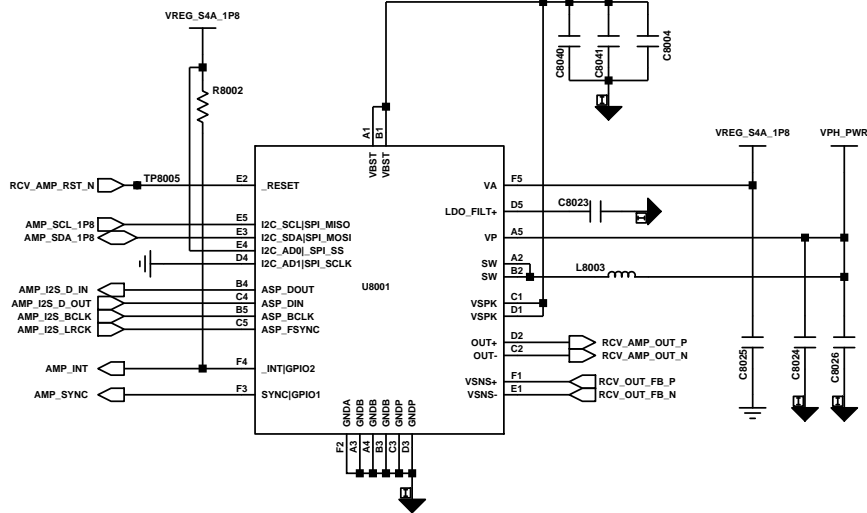 VREG_S4A_1P8
R8002
C8040
C8041
C8004
A1
B1
VBST
VBST
VREG_S4A_1P8
VPH_PWR
RCV_AMP_RST_N
TP8005
E2
_RESET
VA
F5
LDO_FILT+
D5
C8023
AMP_SCL_1P8
E5
I2C_SCL|SPI_MISO
AMP_SDA_1P8
E3
I2C_SDA|SPI_MOSI
VP
A5
E4
I2C_AD0|_SPI_SS
D4
I2C_AD1|SPI_SCLK
SW
A2
SW
B2
L8003
U8001
AMP_I2S_D_IN
B4
ASP_DOUT
AMP_I2S_D_OUT
C4
ASP_DIN
VSPK
C1
AMP_I2S_BCLK
B5
ASP_BCLK
VSPK
D1
AMP_I2S_LRCK
C5
ASP_FSYNC
OUT+
D2
RCV_AMP_OUT_P
OUT-
C2
RCV_AMP_OUT_N
AMP_INT
F4
_INT|GPIO2
VSNS+
F1
RCV_OUT_FB_P
AMP_SYNC
F3
SYNC|GPIO1
VSNS-
E1
RCV_OUT_FB_N
C8025
C8024
C8026
GNDA
GNDB
GNDB
GNDB
GNDP
GNDP
F2
A3
A4
B3
C3
D3